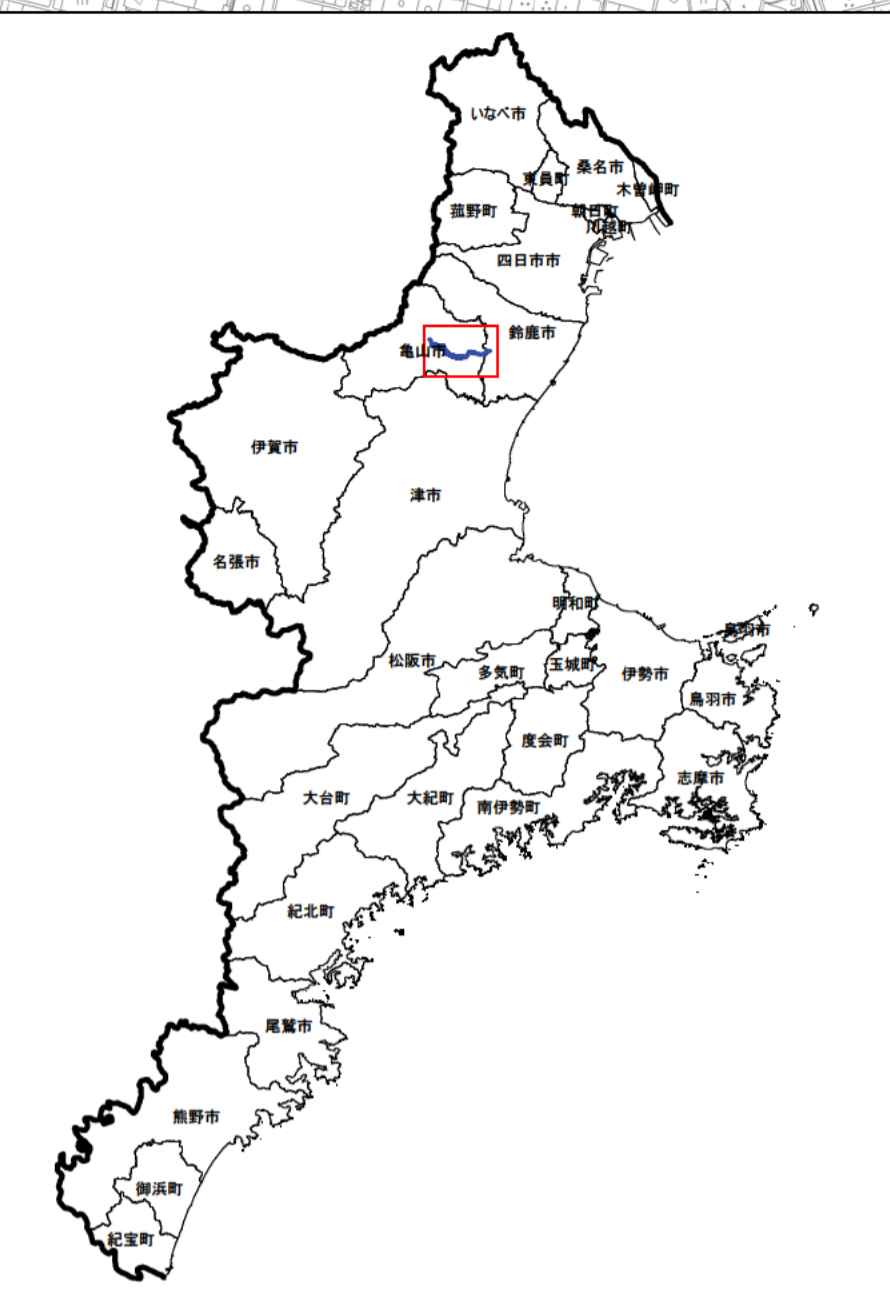 いなべ市
桑名市
東員町
木曽岬町
菰野町
朝日町
川越町
四日市市
鈴鹿市
亀山市
伊賀市
津市
名張市
明和町
鳥羽市
松阪市
玉城町
多気町
伊勢市
鳥羽市
度会町
志摩市
大台町
大紀町
南伊勢町
紀北町
尾鷲市
熊野市
御浜町
紀宝町